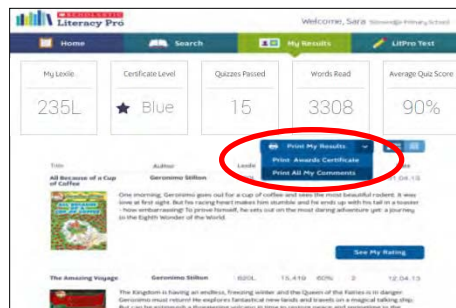 SCHOLASTIC
Literacy Pro
Welcome, Sara
Primary School
Home
Search
My Results
LitPro Test
My Lexile
Certificate Level
Quizzes Passed
Words Read
Average Quiz Score
235L
Blue
15
3308
90%
Print My Results
Print Awards Certificate
Print All My Comments
Title
Author
Lexile
All Because of a Cup
of Coffee
Geronimo Stilton
01.04.13
One morning, Geronimo goes out for a cup of coffee and sees the most beautiful rodent. It was
love at first sight. But his racing heart makes him stumble and he ends up with his tail in a toaster
- how embarrassing! To prove himself, he sets out on the most daring adventure yet: a journey
to the Eighth Wonder of the World.
See My Rating
The Amazing Voyage
Geronimo Stilton
620L
15,419
60%
2
12.04.13
The Kingdom is having an endless, freezing winter and the Queen of the Fairies is in danger.
Geronimo must return! He explores fantastical new lands and travels on a magical talking ship.